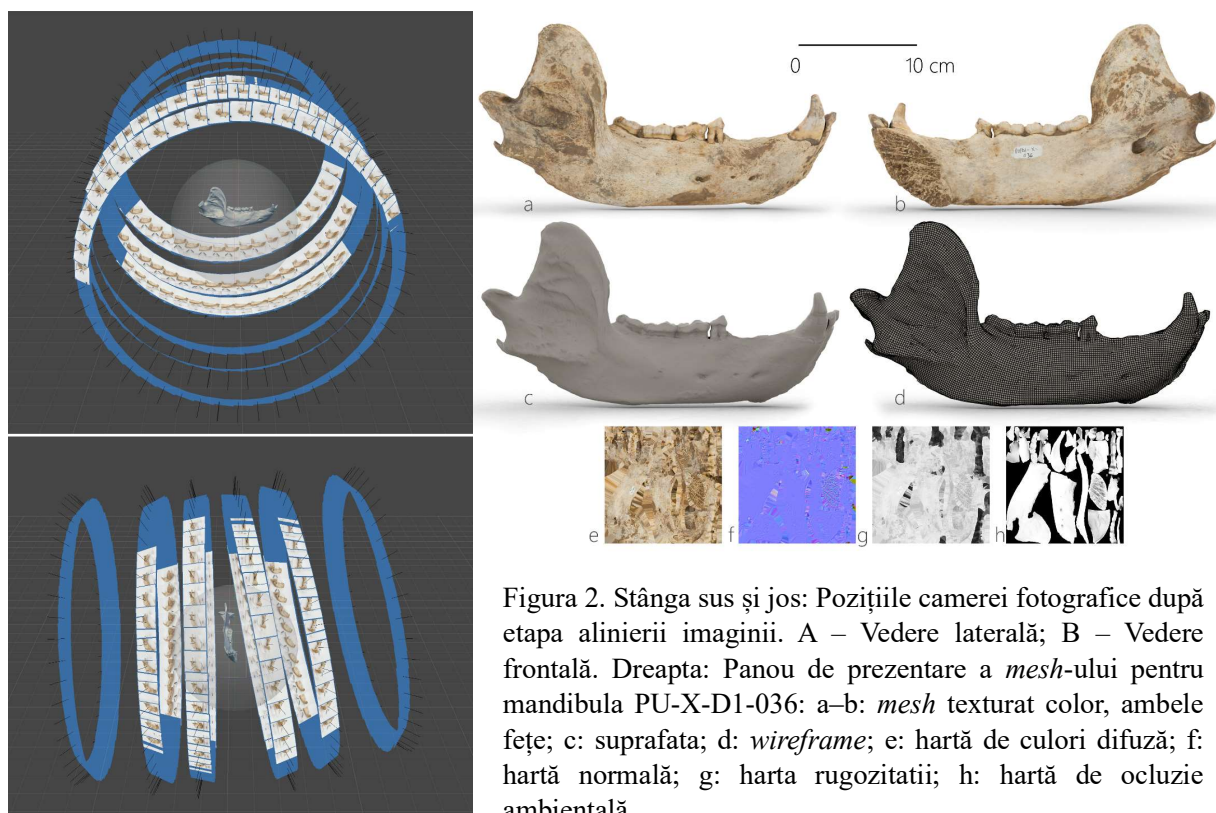 0 10 cm
a
b
c
d
e
f
g
h
Figura 2. Stânga sus și jos: Pozițiile camerei fotografice după
etapa alinierii imaginii. A – Vedere laterală; B – Vedere
frontală. Dreapta: Panou de prezentare a mesh-ului pentru
mandibula PU-X-D1-036: a–b: mesh texturat color, ambele
fețe; c: suprafata; d: wireframe; e: hartă de culori difuză; f:
hartă normală; g: harta rugozitatii; h: hartă de ocluzie
ambientală